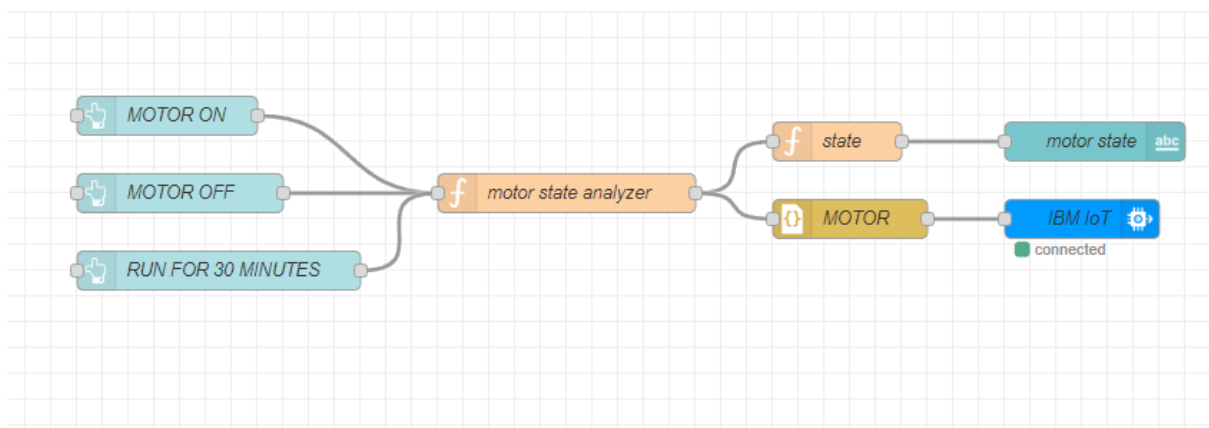 MOTOR ON
MOTOR OFF
RUN FOR 30 MINUTES
motor state analyzer
state
motor state
abc
MOTOR
IBM IoT
connected